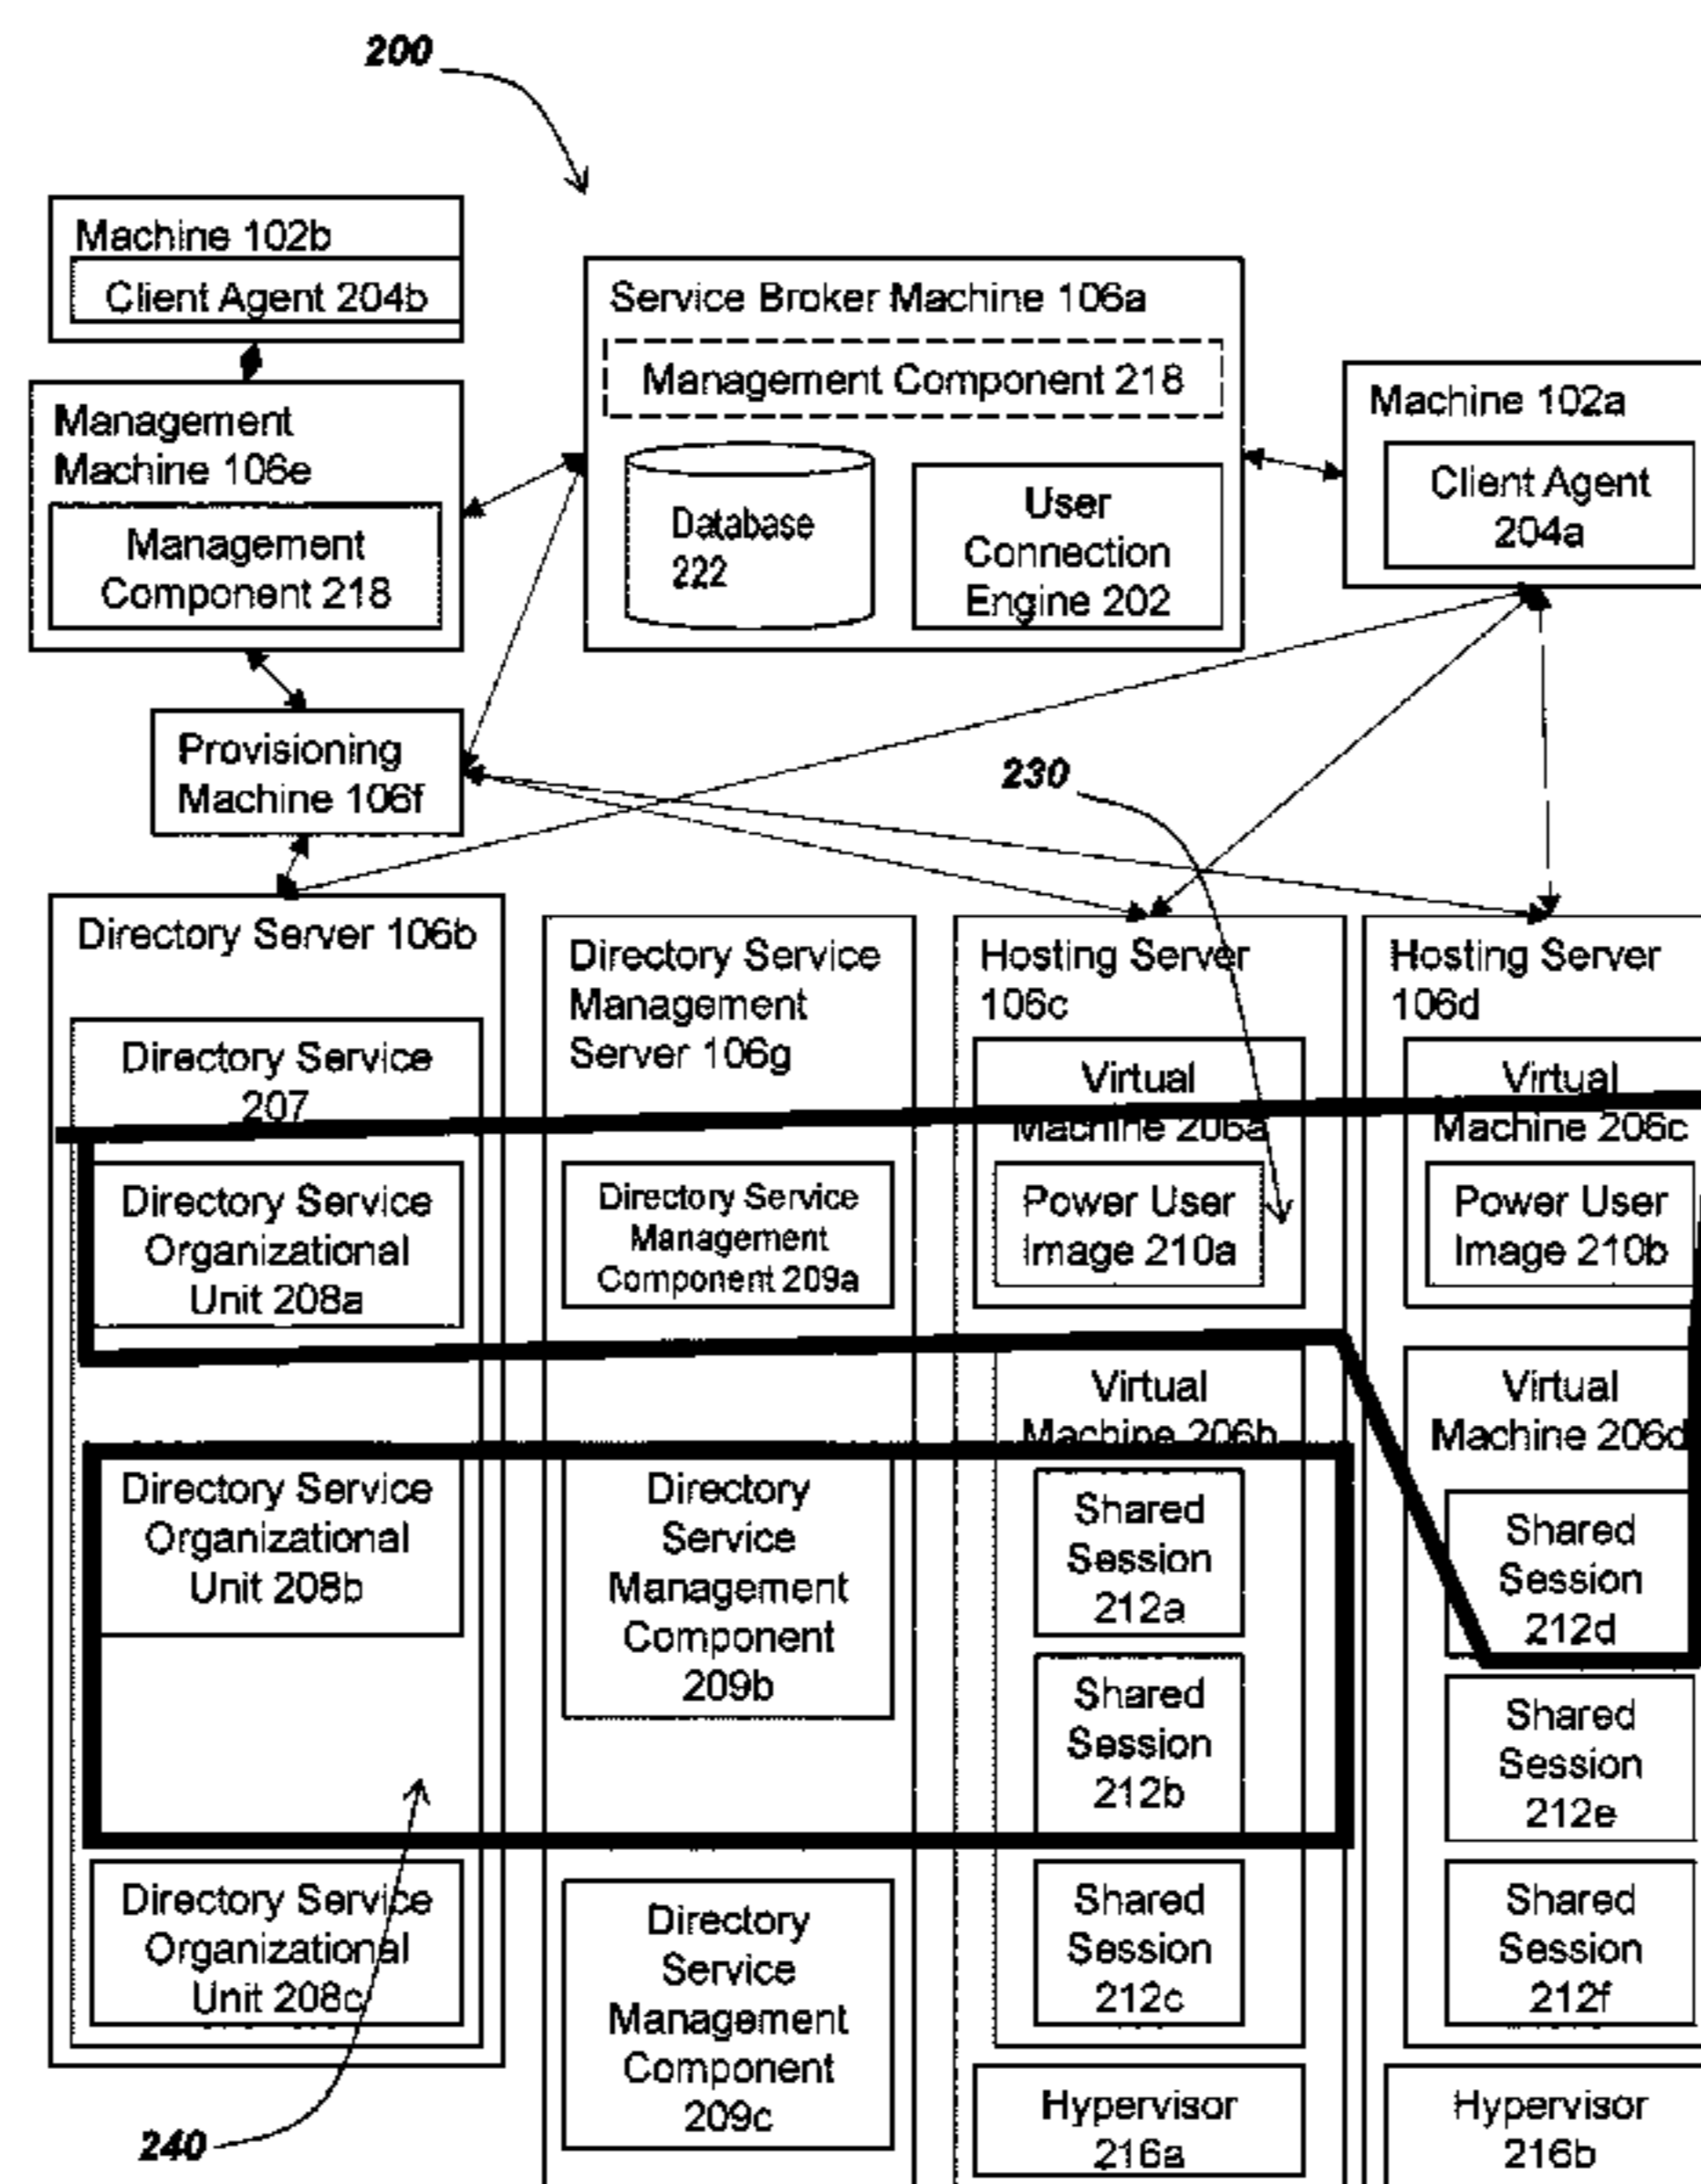 200
Machine 102b
Client Agent 204b
Service Broker Machine 106a
Management Component 218
Database
222
User
Connection
Engine 202
Machine 102a
Client Agent
204a
Management
Machine 106e
Management
Component 218
Provisioning
Machine 106f
230
Directory Server 106b
Directory Service
207
Directory Service
Organizational
Unit 208a
Directory Service
Organizational
Unit 208b
Directory Service
Organizational
Unit 208c
240
Directory Service
Management
Server 106g
Directory Service
Management
Component 209a
Directory
Service
Management
Component
209b
Directory
Service
Management
Component
209c
Hosting Server
106c
Virtual
Machine 206a
Power User
Image 210a
Virtual
Machine 206b
Shared
Session
212a
Shared
Session
212b
Shared
Session
212c
Hypervisor
216a
Hosting Server
106d
Virtual
Machine 206c
Power User
Image 210b
Virtual
Machine 206d
Shared
Session
212d
Shared
Session
212e
Shared
Session
212f
Hypervisor
216b